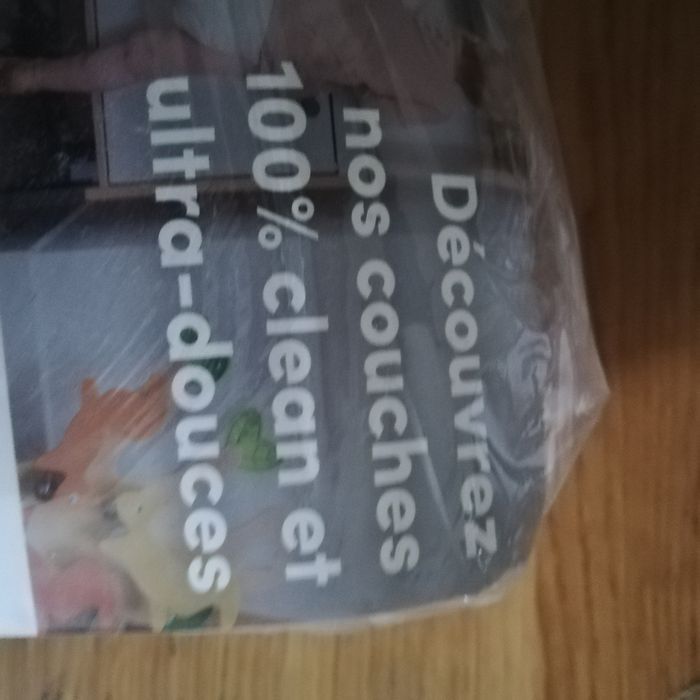 Découvrez
nos couches
100% clean et
ultra-douces